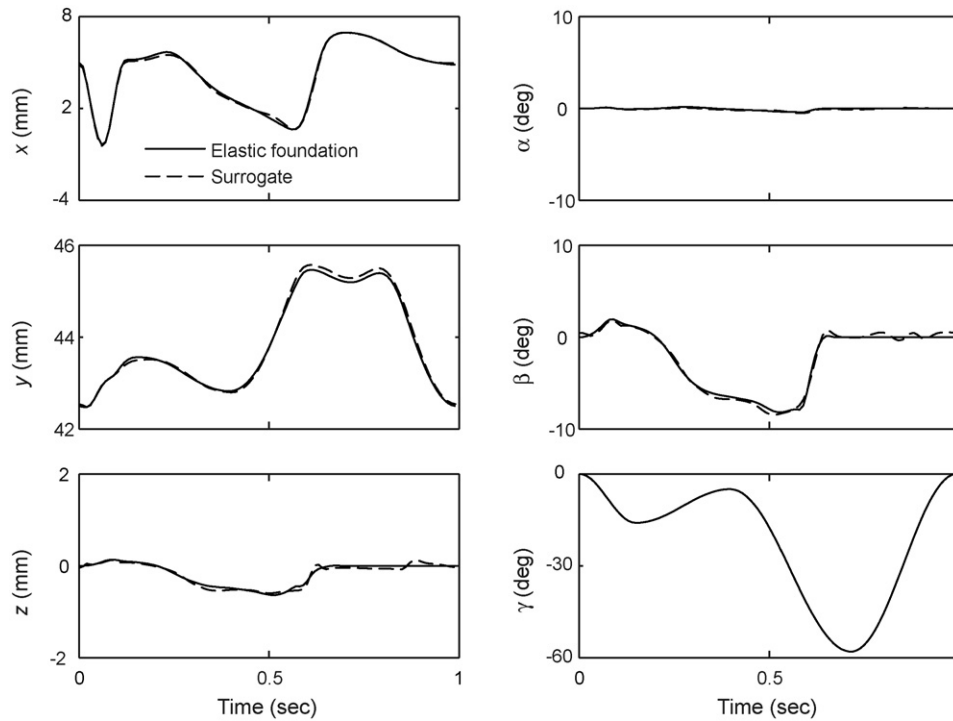 8
2
-4
x (mm)
Elastic foundation
Surrogate
10
0
-10
α (deg)
46
44
42
y (mm)
10
0
-10
β (deg)
2
0
-2
z (mm)
0
0.5
1
Time (sec)
0
-30
-60
γ (deg)
0.5
Time (sec)